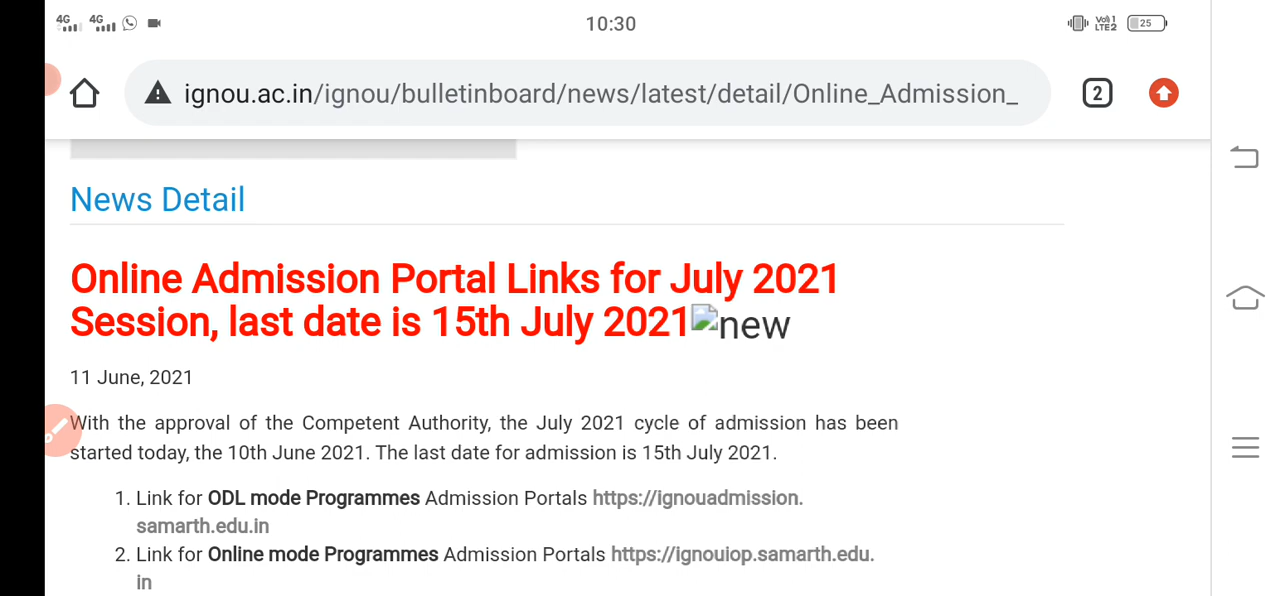 4G 4G 10:30 Vo) 1 LTE2 25
ignou.ac.in/ignou/bulletinboard/news/latest/detail/Online_Admission_ 2
News Detail
Online Admission Portal Links for July 2021
Session, last date is 15th July 2021 new
11 June, 2021
With the approval of the Competent Authority, the July 2021 cycle of admission has been
started today, the 10th June 2021. The last date for admission is 15th July 2021.
1. Link for ODL mode Programmes Admission Portals https://ignouadmission.
samarth.edu.in
2. Link for Online mode Programmes Admission Portals https://ignouiop.samarth.edu.
in